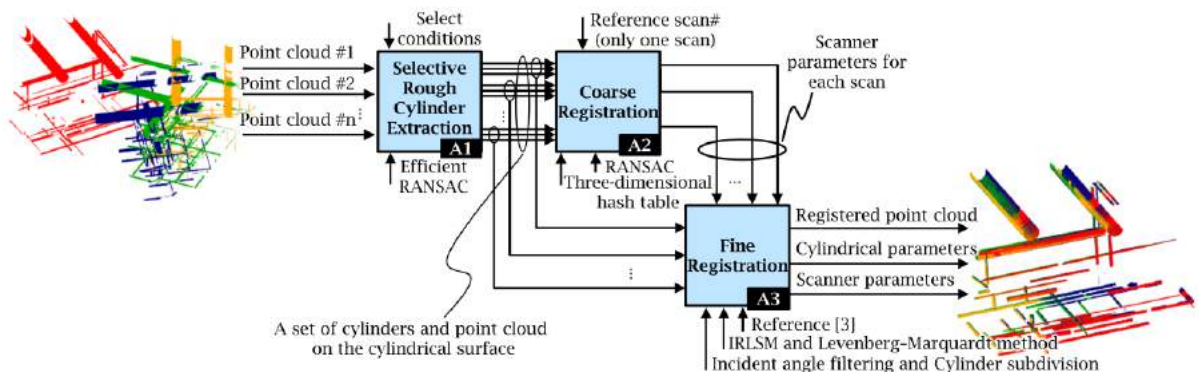 Point cloud #1
Point cloud #2
Point cloud #n
Select
conditions
Selective
Rough
Cylinder
Extraction
A1
Efficient
RANSAC
Reference scan#
(only one scan)
Coarse
Registration
A2
RANSAC
Three-dimensional
hash table
Scanner
parameters for
each scan
A set of cylinders and point cloud
on the cylindrical surface
Fine
Registration
A3
Reference [3]
IRLSM and Levenberg–Marquardt method
Incident angle filtering and Cylinder subdivision
Registered point cloud
Cylindrical parameters
Scanner parameters